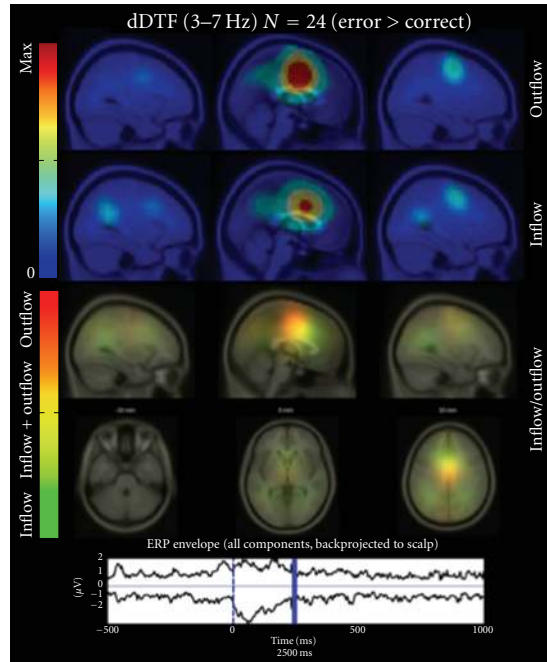 dDTF (3–7 Hz) N = 24 (error > correct)
Max
0
Outflow
Inflow
Outflow
Inflow + outflow
Inflow
Inflow/outflow
ERP envelope (all components, backprojected to scalp)
(μV)
2
1
0
−1
−2
−500
0
500
1000
Time (ms)
2500 ms